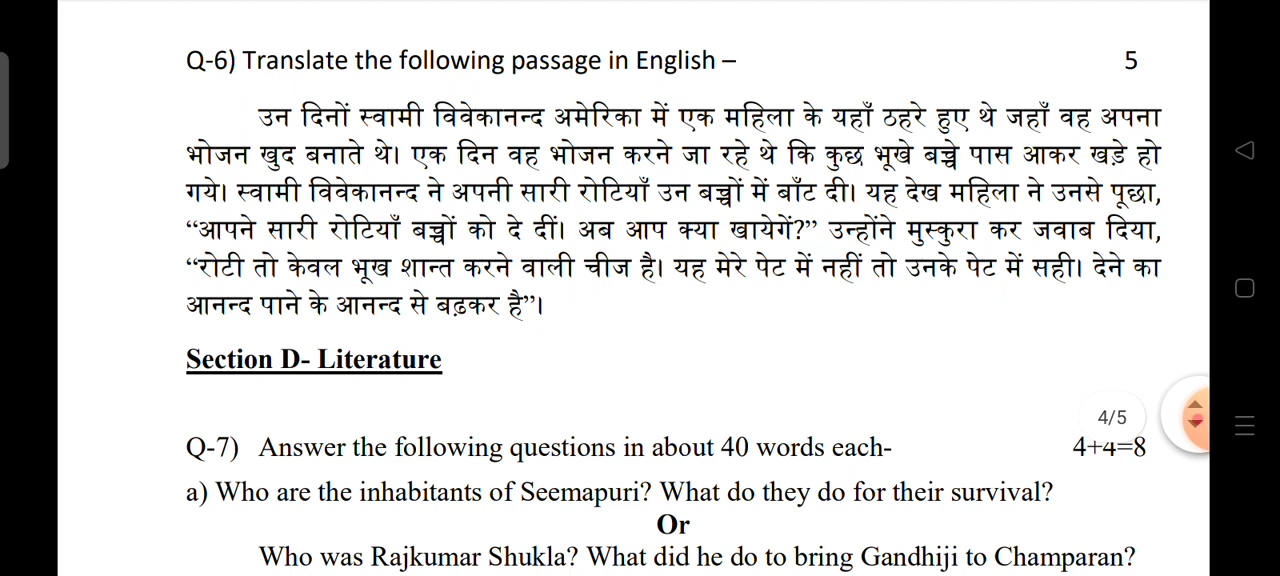 Q-6) Translate the following passage in English – 5
उन दिनों स्वामी विवेकानन्द अमेरिका में एक महिला के यहाँ ठहरे हुए थे जहाँ वह अपना
भोजन खुद बनाते थे। एक दिन वह भोजन करने जा रहे थे कि कुछ भूखे बच्चे पास आकर खड़े हो
गये। स्वामी विवेकानन्द ने अपनी सारी रोटियाँ उन बच्चों में बाँट दी। यह देख महिला ने उनसे पूछा,
“आपने सारी रोटियाँ बच्चों को दे दीं। अब आप क्या खायेगें?” उन्होंने मुस्कुरा कर जवाब दिया,
“रोटी तो केवल भूख शान्त करने वाली चीज है। यह मेरे पेट में नहीं तो उनके पेट में सही। देने का
आनन्द पाने के आनन्द से बढ़कर है”।
Section D- Literature
4/5
Q-7) Answer the following questions in about 40 words each- 4+4=8
a) Who are the inhabitants of Seemapuri? What do they do for their survival?
Or
Who was Rajkumar Shukla? What did he do to bring Gandhiji to Champaran?